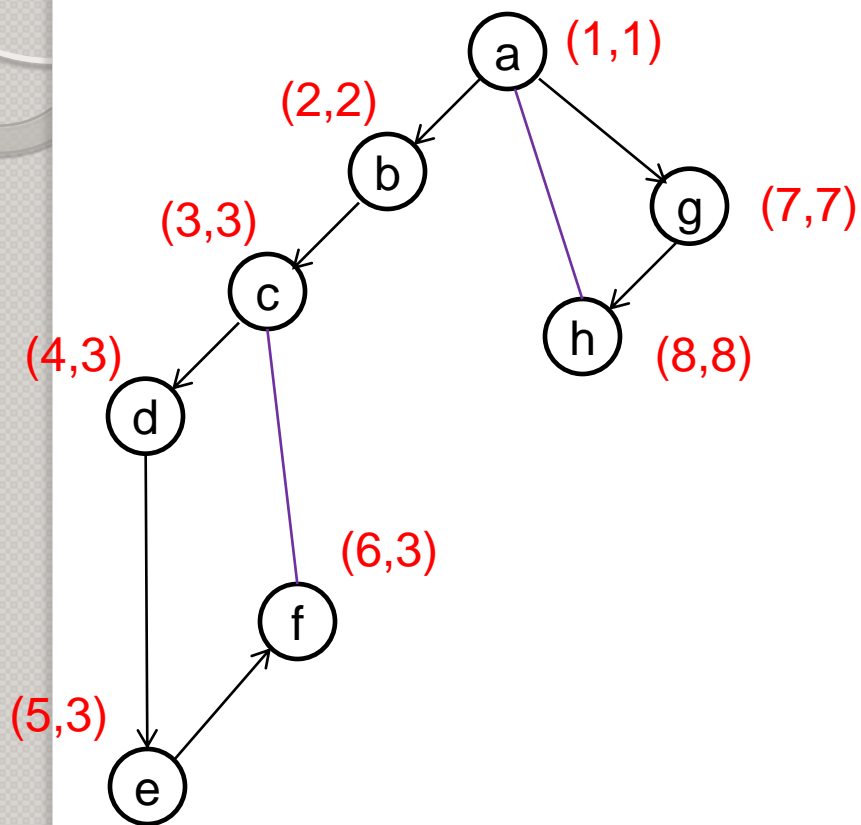 a (1,1)
(2,2)
b
g (7,7)
(3,3)
c
h (8,8)
(4,3)
d
(6,3)
f
(5,3)
e